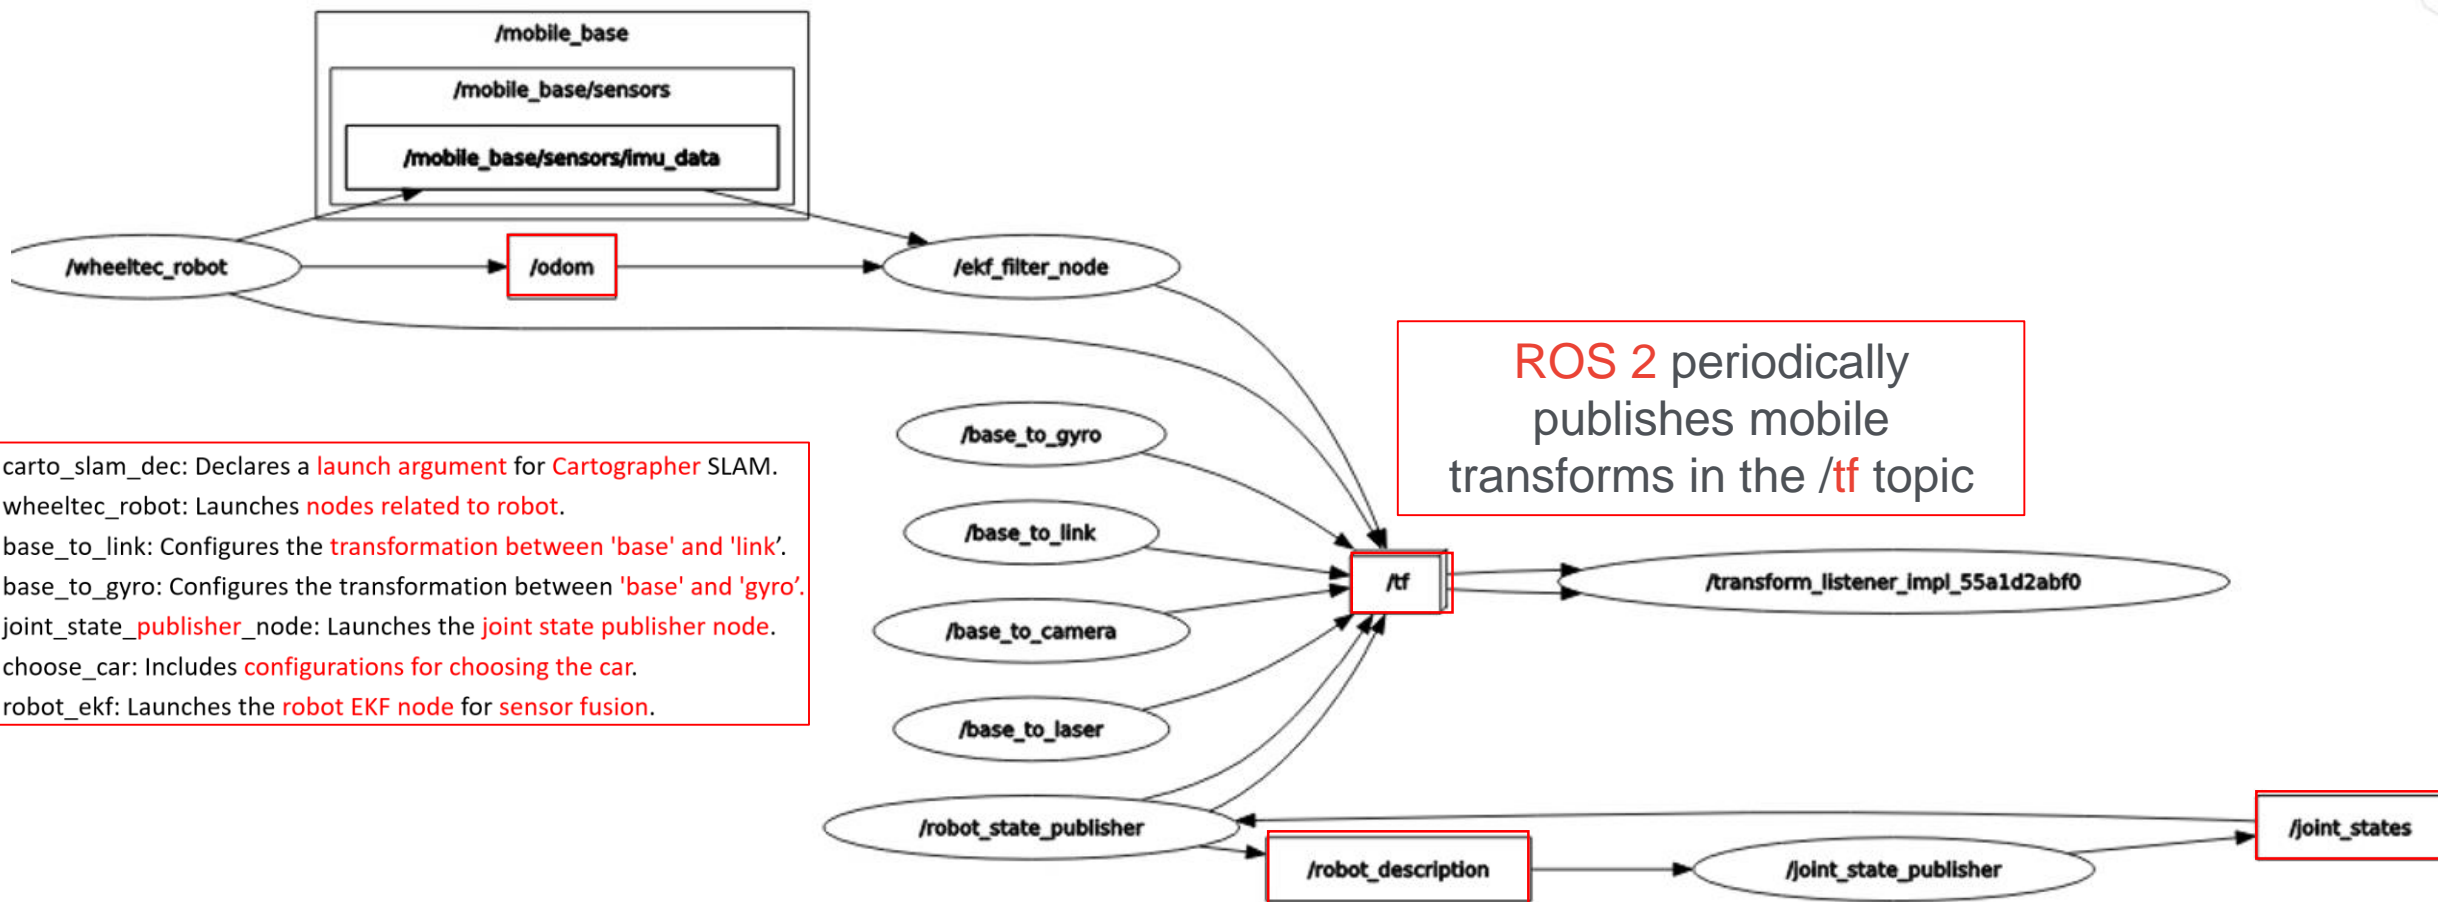 /mobile_base
/mobile_base/sensors
/mobile_base/sensors/imu_data
/wheeltec_robot
/odom
/ekf_filter_node
ROS 2 periodically
publishes mobile
transforms in the /tf topic
carto_slam_dec: Declares a launch argument for Cartographer SLAM.
wheeltec_robot: Launches nodes related to robot.
base_to_link: Configures the transformation between 'base' and 'link’.
base_to_gyro: Configures the transformation between 'base' and 'gyro’.
joint_state_publisher_node: Launches the joint state publisher node.
choose_car: Includes configurations for choosing the car.
robot_ekf: Launches the robot EKF node for sensor fusion.
/base_to_gyro
/base_to_link
/tf
/transform_listener_impl_55a1d2abf0
/base_to_camera
/base_to_laser
/robot_state_publisher
/joint_states
/robot_description
/joint_state_publisher